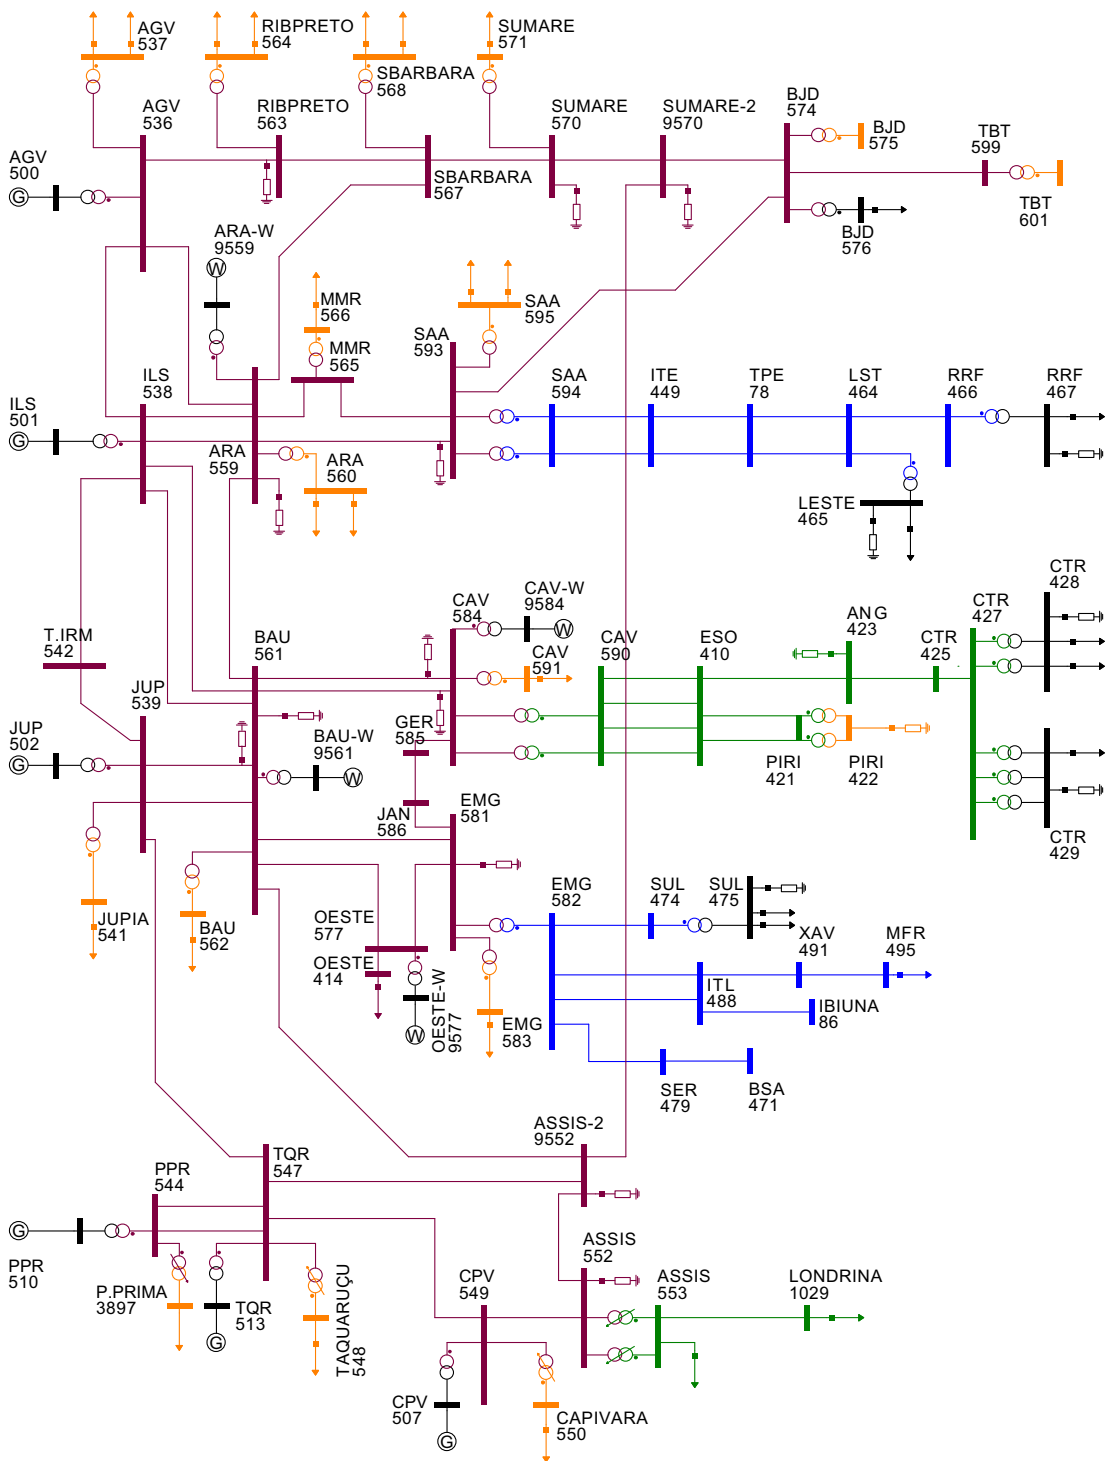 AGV
537
RIBPRETO
564
SBARBARA
568
SUMARE
571
AGV
536
RIBPRETO
563
SBARBARA
567
SUMARE
570
SUMARE-2
9570
BJD
574
BJD
575
TBT
599
TBT
601
BJD
576
AGV
500
G
ARA-W
9559
W
MMR
566
MMR
565
SAA
595
SAA
593
ILS
538
ILS
501
G
ARA
559
ARA
560
SAA
594
ITE
449
TPE
78
LST
464
RRF
466
RRF
467
LESTE
465
T.IRM
542
BAU
561
CAV
584
CAV-W
9584
W
CAV
591
CAV
590
ESO
410
ANG
423
CTR
425
CTR
427
CTR
428
JUP
539
JUP
502
G
BAU-W
9561
W
GER
585
PIRI
421
PIRI
422
CTR
429
JAN
586
EMG
581
JUPIA
541
BAU
562
OESTE
577
OESTE
414
OESTE-W
9577
W
EMG
583
EMG
582
SUL
474
SUL
475
XAV
491
MFR
495
ITL
488
IBIUNA
86
SER
479
BSA
471
ASSIS-2
9552
TQR
547
PPR
544
G
PPR
510
P.PRIMA
3897
TQR
513
G
TAQUARUÇU
548
CPV
549
ASSIS
552
ASSIS
553
LONDRINA
1029
CPV
507
G
CAPIVARA
550